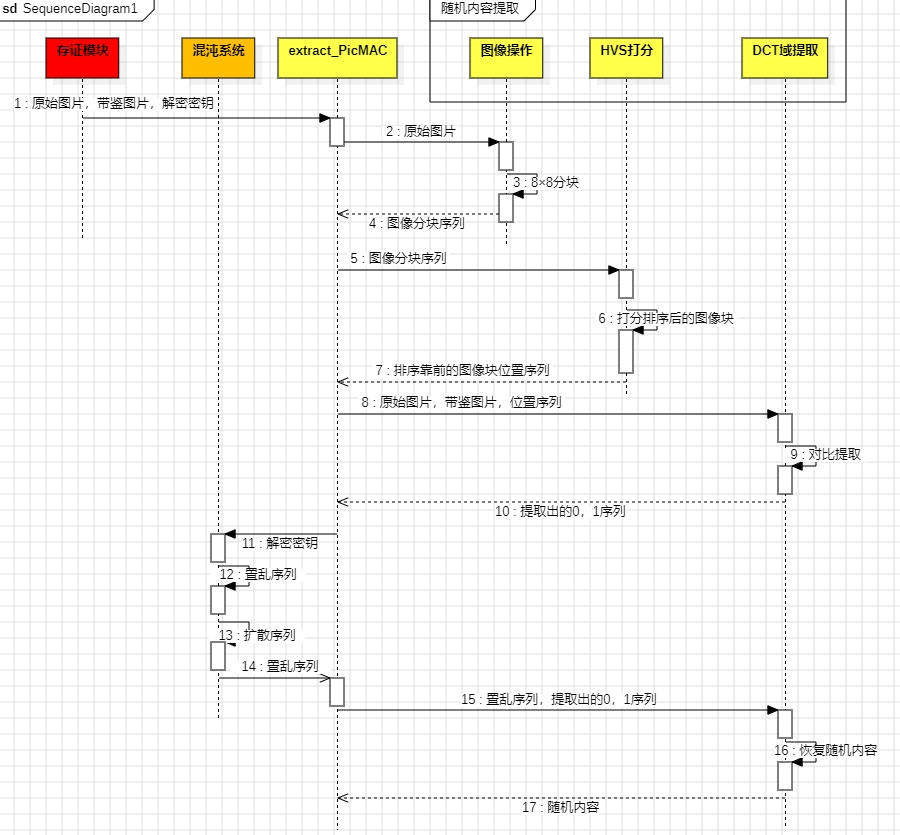 sd SequenceDiagram1
随机内容提取
存证模块
混沌系统
extract_PicMAC
图像操作
HVS打分
DCT域提取
1 : 原始图片，带鉴图片，解密密钥
2 : 原始图片
3 : 8×8分块
4 : 图像分块序列
5 : 图像分块序列
6 : 打分排序后的图像块
7 : 排序靠前的图像块位置序列
8 : 原始图片，带鉴图片，位置序列
9 : 对比提取
10 : 提取出的0，1序列
11 : 解密密钥
12 : 置乱序列
13 : 扩散序列
14 : 置乱序列
15 : 置乱序列，提取出的0，1序列
16 : 恢复随机内容
17 : 随机内容